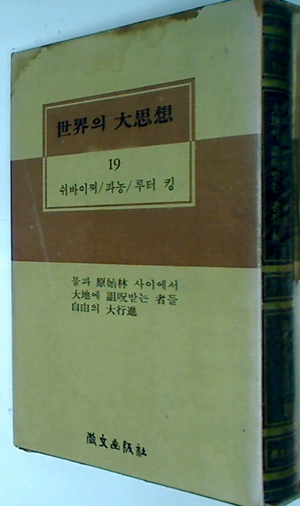 世界의 大思想
19
쉬바이쩌/파농/루터 킹
물과 原始林 사이에서
大地에 詛呪받는 者들
自由의 大行進
徽文出版社